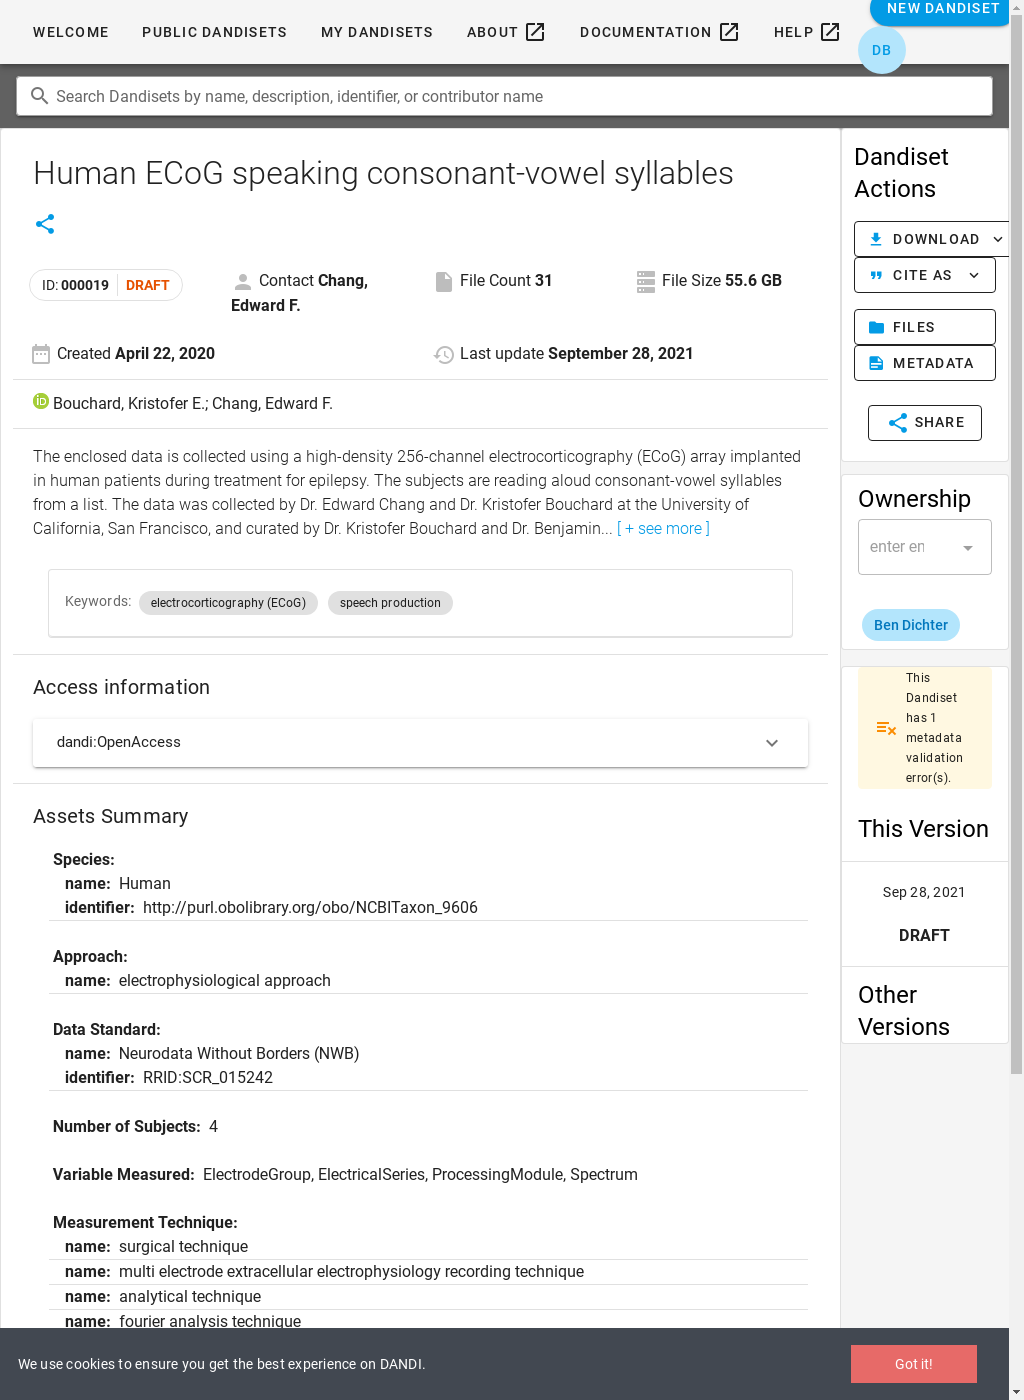 WELCOME PUBLIC DANDISETS MY DANDISETS ABOUT DOCUMENTATION HELP NEW DANDISET
DB
Search Dandisets by name, description, identifier, or contributor name
Human ECoG speaking consonant-vowel syllables
ID: 000019 DRAFT
Contact Chang,
Edward F.
File Count 31
File Size 55.6 GB
Created April 22, 2020
Last update September 28, 2021
Bouchard, Kristofer E.; Chang, Edward F.
The enclosed data is collected using a high-density 256-channel electrocorticography (ECoG) array implanted
in human patients during treatment for epilepsy. The subjects are reading aloud consonant-vowel syllables
from a list. The data was collected by Dr. Edward Chang and Dr. Kristofer Bouchard at the University of
California, San Francisco, and curated by Dr. Kristofer Bouchard and Dr. Benjamin... [ + see more ]
Keywords: electrocorticography (ECoG) speech production
Access information
dandi:OpenAccess
Assets Summary
Species:
name: Human
identifier: http://purl.obolibrary.org/obo/NCBITaxon_9606
Approach:
name: electrophysiological approach
Data Standard:
name: Neurodata Without Borders (NWB)
identifier: RRID:SCR_015242
Number of Subjects: 4
Variable Measured: ElectrodeGroup, ElectricalSeries, ProcessingModule, Spectrum
Measurement Technique:
name: surgical technique
name: multi electrode extracellular electrophysiology recording technique
name: analytical technique
name: fourier analysis technique
Dandiset
Actions
DOWNLOAD
CITE AS
FILES
METADATA
SHARE
Ownership
enter en
Ben Dichter
This
Dandiset
has 1
metadata
validation
error(s).
This Version
Sep 28, 2021
DRAFT
Other
Versions
We use cookies to ensure you get the best experience on DANDI.
Got it!